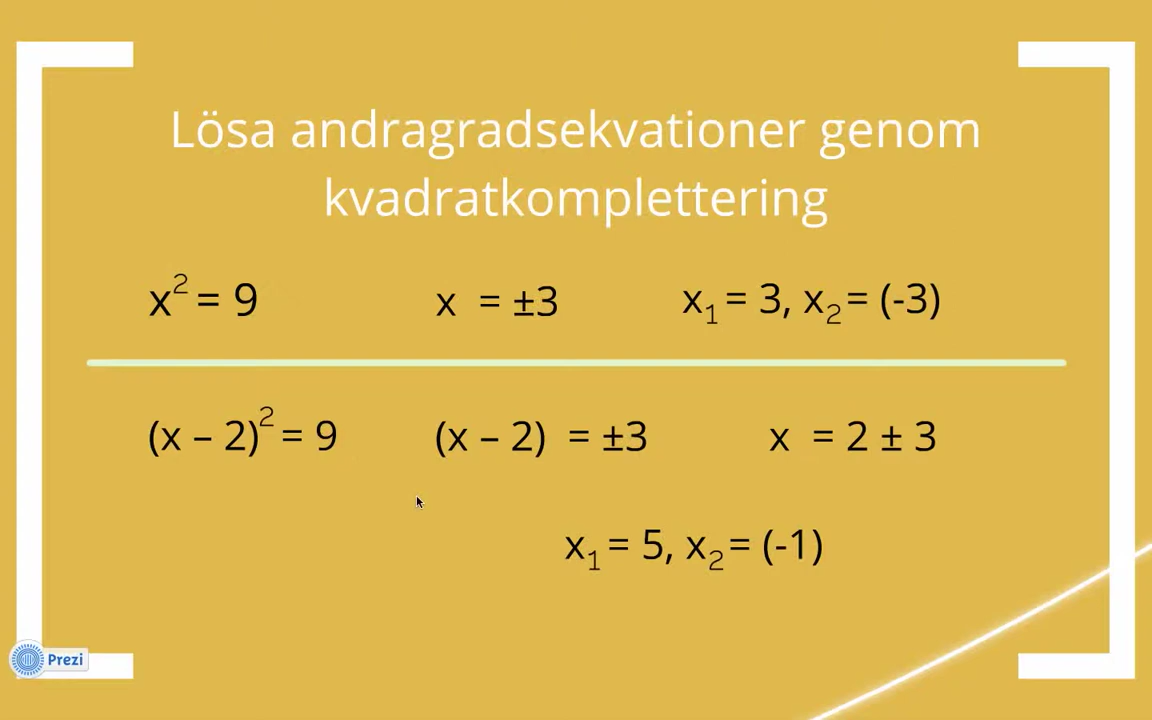 Lösa andragradsekvationer genom
kvadratkomplettering
x² = 9 x = ±3 x₁ = 3, x₂ = (-3)
(x – 2)² = 9 (x – 2) = ±3 x = 2 ± 3
x₁ = 5, x₂ = (-1)
Prezi